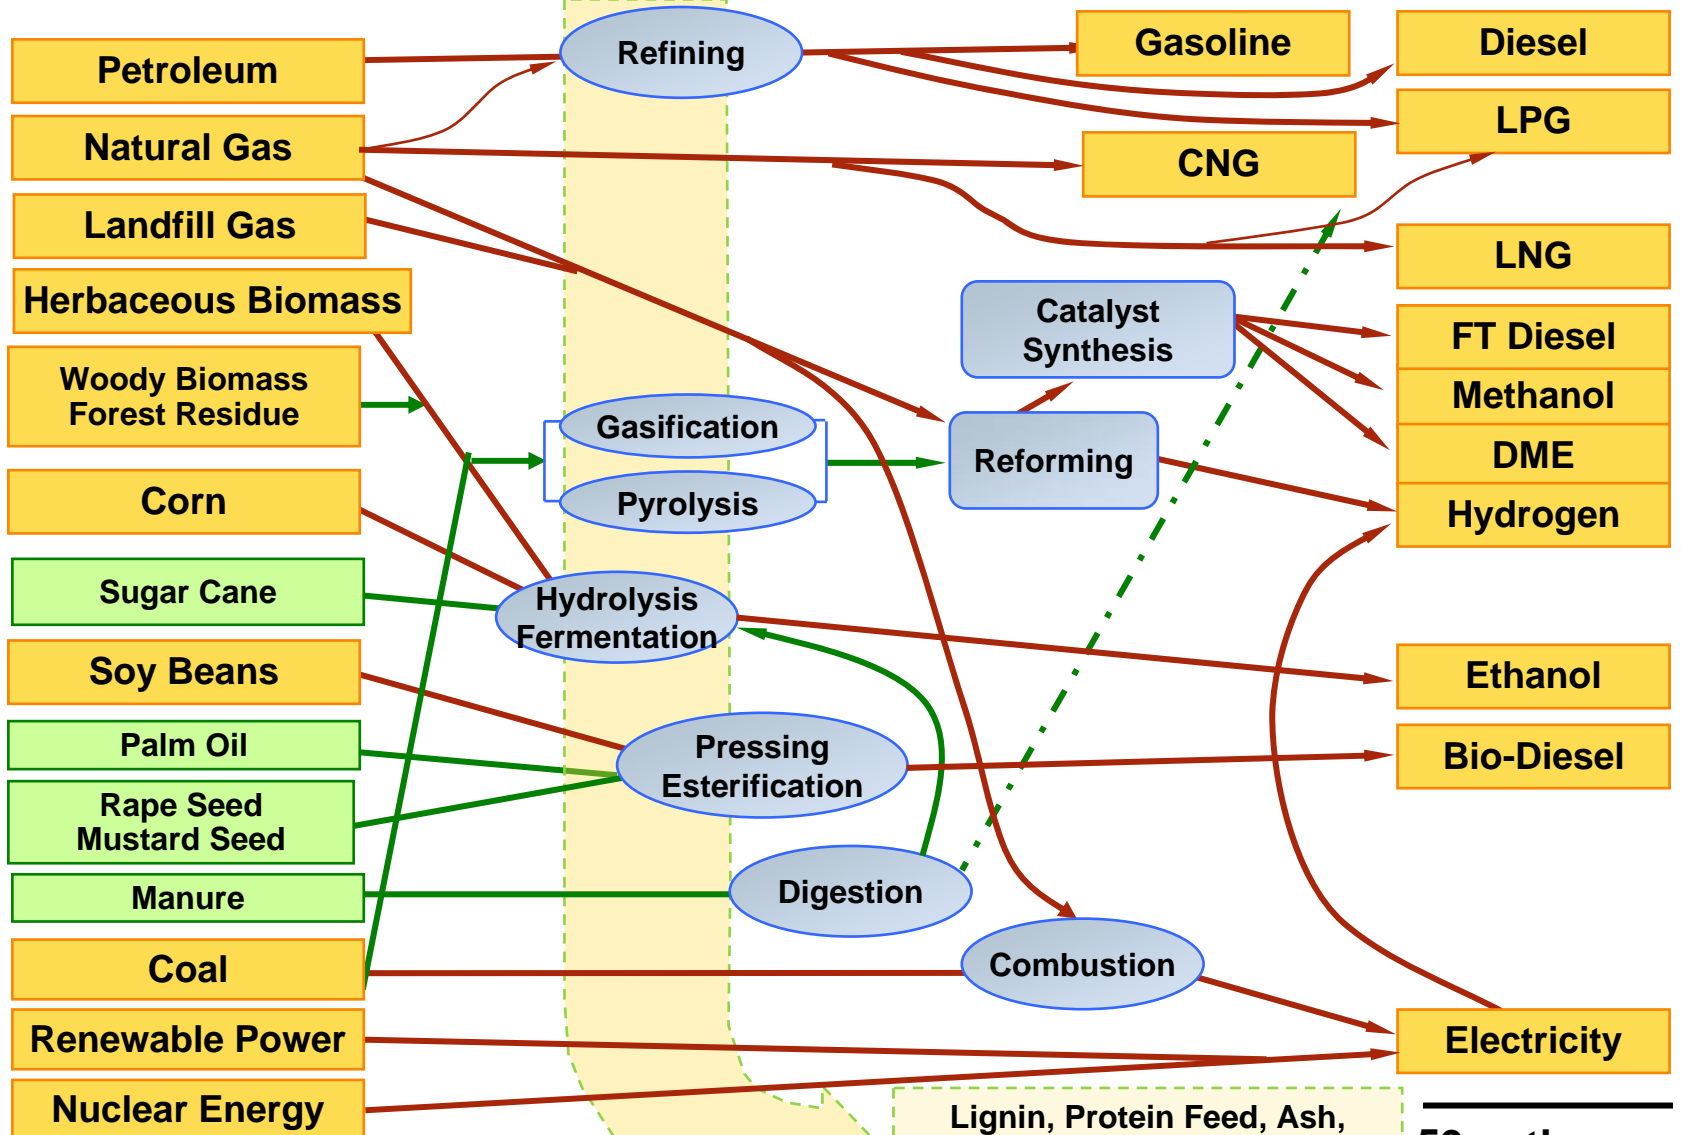 Petroleum
Natural Gas
Landfill Gas
Herbaceous Biomass
Woody Biomass
Forest Residue
Corn
Sugar Cane
Soy Beans
Palm Oil
Rape Seed
Mustard Seed
Manure
Coal
Renewable Power
Nuclear Energy
Refining
Gasification
Pyrolysis
Hydrolysis
Fermentation
Pressing
Esterification
Digestion
Combustion
Catalyst
Synthesis
Reforming
Gasoline
CNG
Diesel
LPG
LNG
FT Diesel
Methanol
DME
Hydrogen
Ethanol
Bio-Diesel
Electricity
Lignin, Protein Feed, Ash,